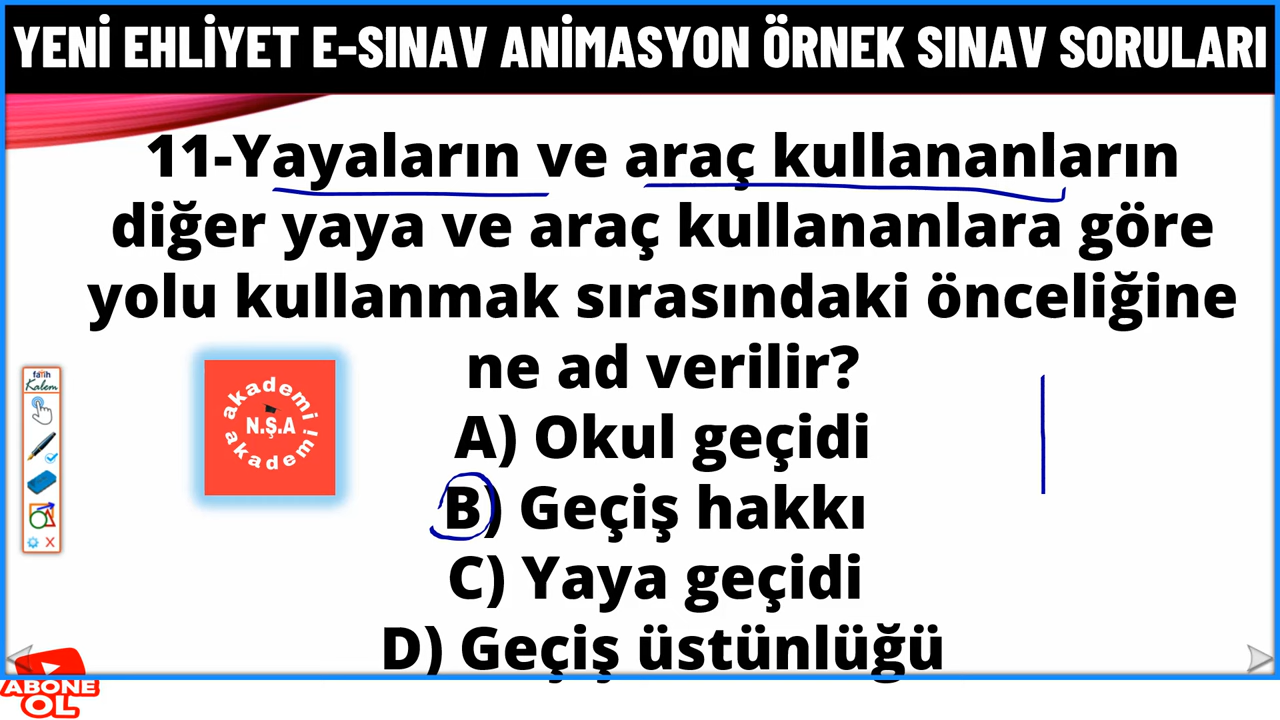 YENİ EHLİYET E-SINAV ANİMASYON ÖRNEK SINAV SORULARI
11-Yayaların ve araç kullananların
diğer yaya ve araç kullananlara göre
yolu kullanmak sırasındaki önceliğine
ne ad verilir?
A) Okul geçidi
B) Geçiş hakkı
C) Yaya geçidi
D) Geçiş üstünlüğü
fatih
Kalem
akademi
N.Ş.A
akademi
ABONE
OL